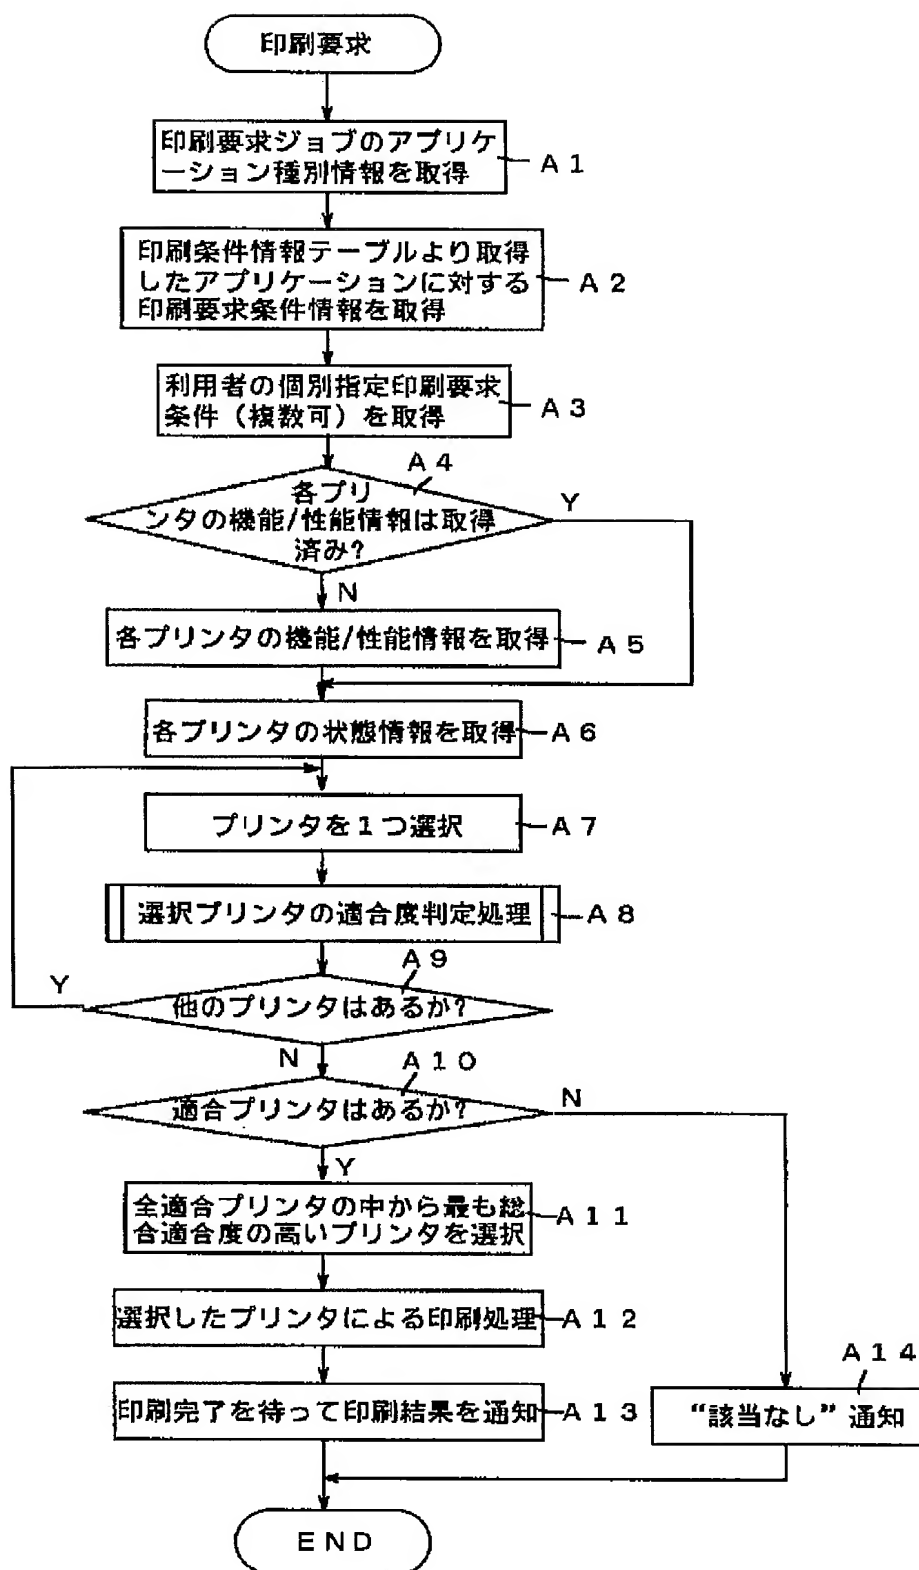 印刷要求
印刷要求ジョブのアプリケ
ーション種別情報を取得
A1
印刷条件情報テーブルより取得
したアプリケーションに対する
印刷要求条件情報を取得
A2
利用者の個別指定印刷要求
条件（複数可）を取得
A3
A4
各プリ
ンタの機能/性能情報は取得
済み?
Y
N
各プリンタの機能/性能情報を取得
A5
各プリンタの状態情報を取得
A6
プリンタを1つ選択
A7
選択プリンタの適合度判定処理
A8
A9
Y
他のプリンタはあるか?
N
A10
適合プリンタはあるか?
N
Y
全適合プリンタの中から最も総
合適合度の高いプリンタを選択
A11
選択したプリンタによる印刷処理
A12
印刷完了を待って印刷結果を通知
A13
A14
“該当なし”通知
END